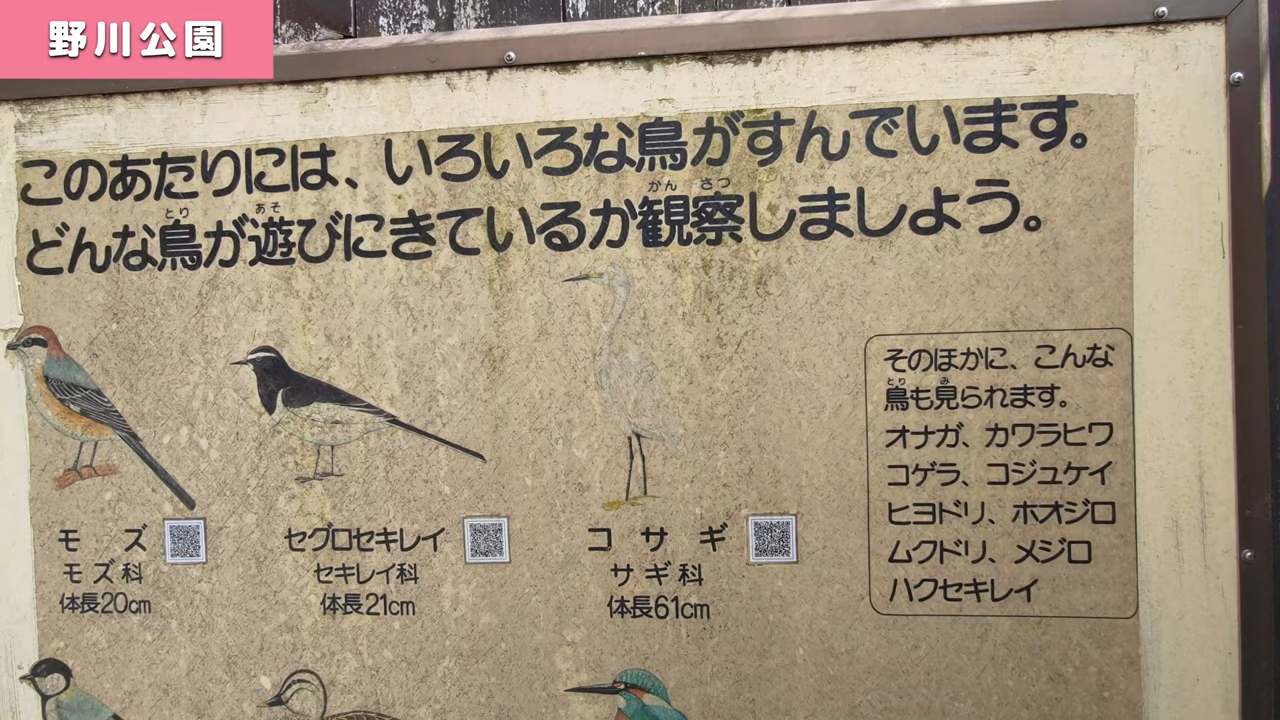 野川公園
このあたりには、いろいろな鳥がすんでいます。
とり あそ かん さつ
どんな鳥が遊びにきているか観察しましょう。
モズ
モズ科
体長20cm
セグロセキレイ
セキレイ科
体長21cm
コサギ
サギ科
体長61cm
そのほかに、こんな
とり み
鳥も見られます。
オナガ、カワラヒワ
コゲラ、コジュケイ
ヒヨドリ、ホオジロ
ムクドリ、メジロ
ハクセキレイ